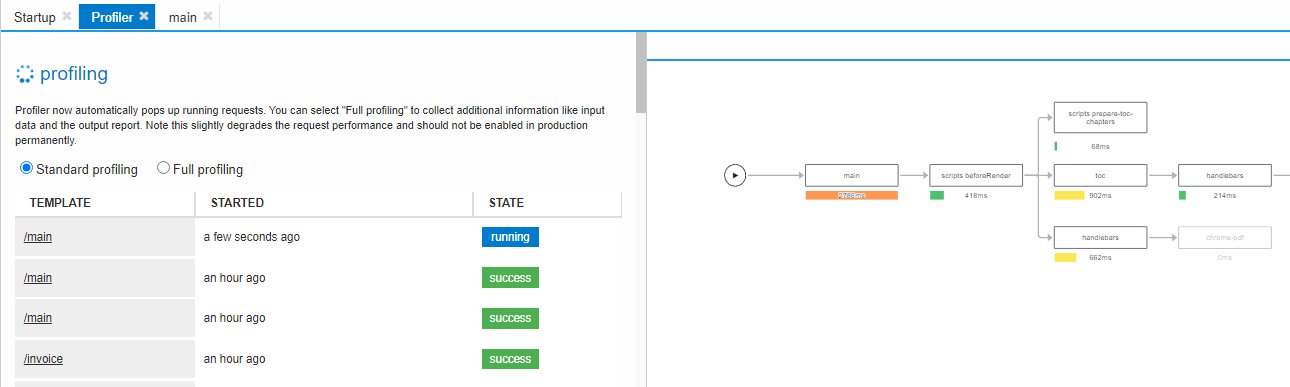 Startup ✖ Profiler ✖ main ✖
profiling
Profiler now automatically pops up running requests. You can select "Full profiling" to collect additional information like input
data and the output report. Note this slightly degrades the request performance and should not be enabled in production
permanently.
Standard profiling Full profiling
TEMPLATE STARTED STATE
/main a few seconds ago running
/main an hour ago success
/main an hour ago success
/invoice an hour ago success
scripts prepare-toc-
chapters
68ms
main scripts beforeRender toc handlebars
2786ms 418ms 902ms 214ms
handlebars chrome-pdf
662ms 0ms